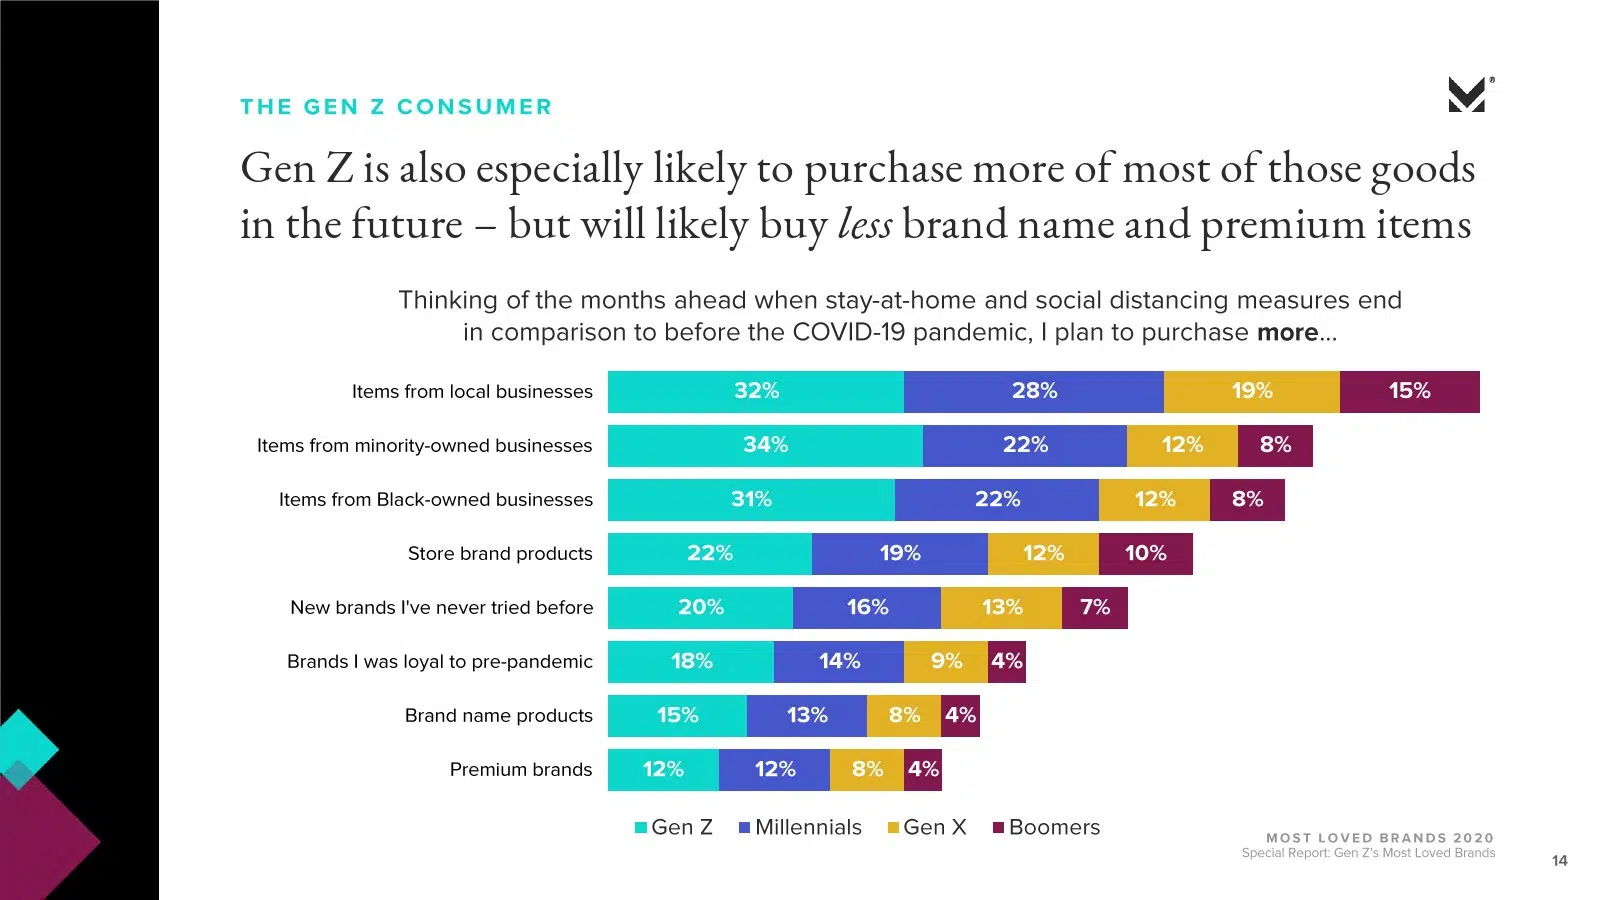 THE GEN Z CONSUMER
Gen Z is also especially likely to purchase more of most of those goods
in the future – but will likely buy less brand name and premium items
Thinking of the months ahead when stay-at-home and social distancing measures end
in comparison to before the COVID-19 pandemic, I plan to purchase more...
Items from local businesses 32% 28% 19% 15%
Items from minority-owned businesses 34% 22% 12% 8%
Items from Black-owned businesses 31% 22% 12% 8%
Store brand products 22% 19% 12% 10%
New brands I've never tried before 20% 16% 13% 7%
Brands I was loyal to pre-pandemic 18% 14% 9% 4%
Brand name products 15% 13% 8% 4%
Premium brands 12% 12% 8% 4%
Gen Z Millennials Gen X Boomers
MOST LOVED BRANDS 2020
Special Report: Gen Z's Most Loved Brands
14